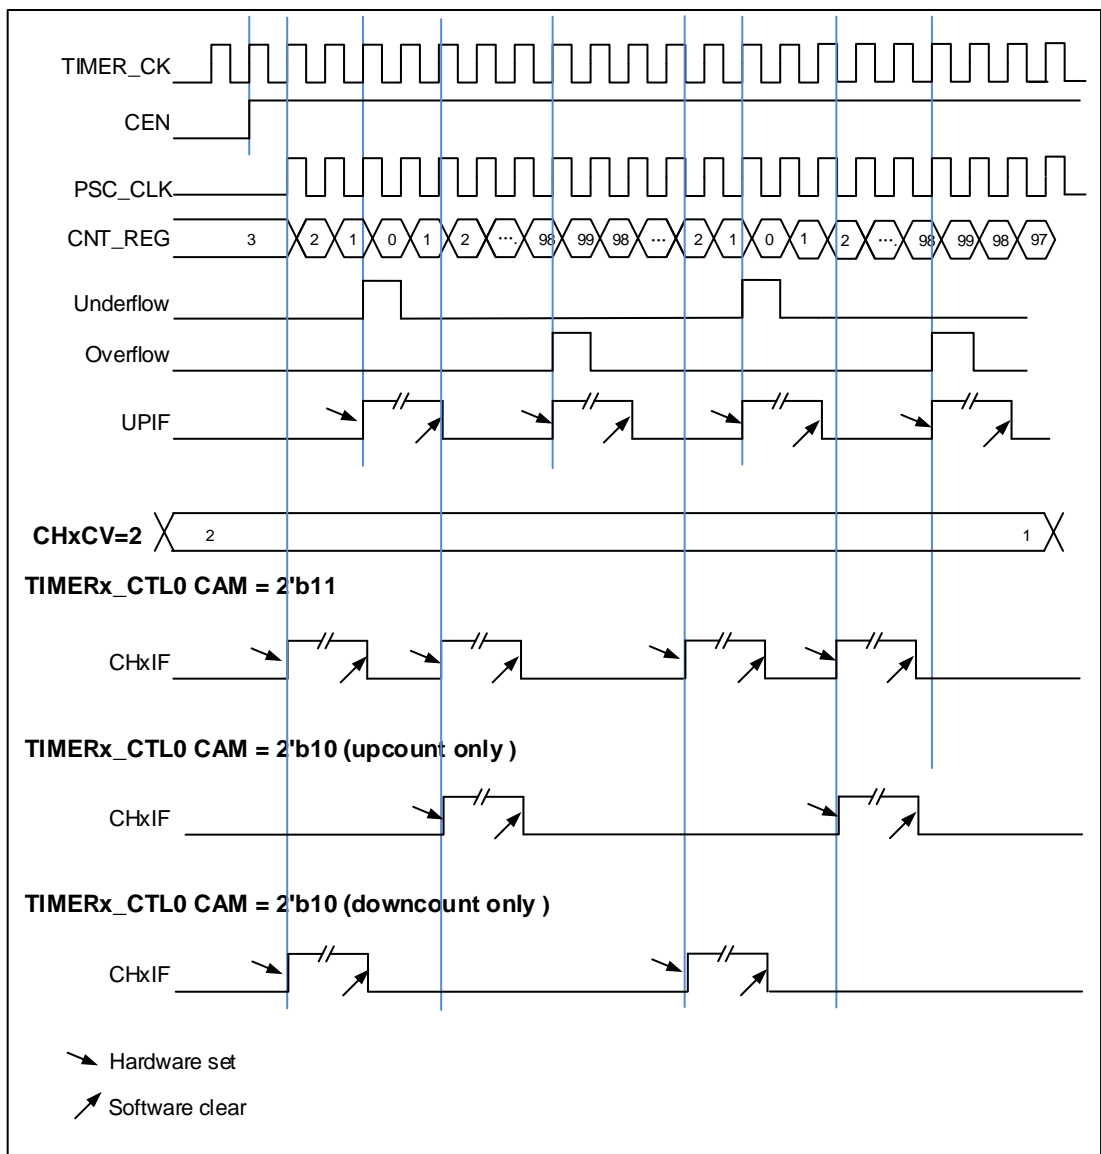 TIMER_CK
CEN
PSC_CLK
CNT_REG 3 2 1 0 1 2 ... 98 99 98 ... 2 1 0 1 2 ... 98 99 98 97
Underflow
Overflow
UPIF
CHxCV=2 2 1
TIMERx_CTL0 CAM = 2'b11
CHxIF
TIMERx_CTL0 CAM = 2'b10 (upcount only )
CHxIF
TIMERx_CTL0 CAM = 2'b10 (downcount only )
CHxIF
Hardware set
Software clear